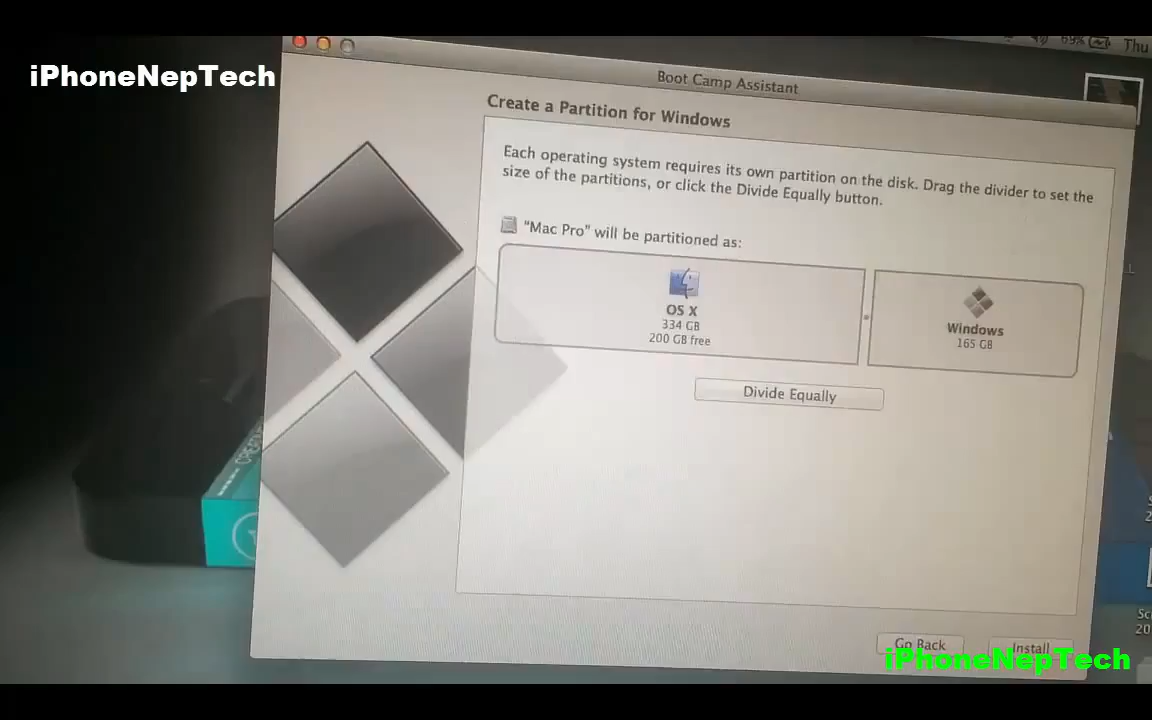 iPhoneNepTech
69%
Thu
Boot Camp Assistant
Create a Partition for Windows
Each operating system requires its own partition on the disk. Drag the divider to set the
size of the partitions, or click the Divide Equally button.
"Mac Pro" will be partitioned as:
OS X
334 GB
200 GB free
Windows
165 GB
Divide Equally
Go Back
Install
iPhoneNepTech